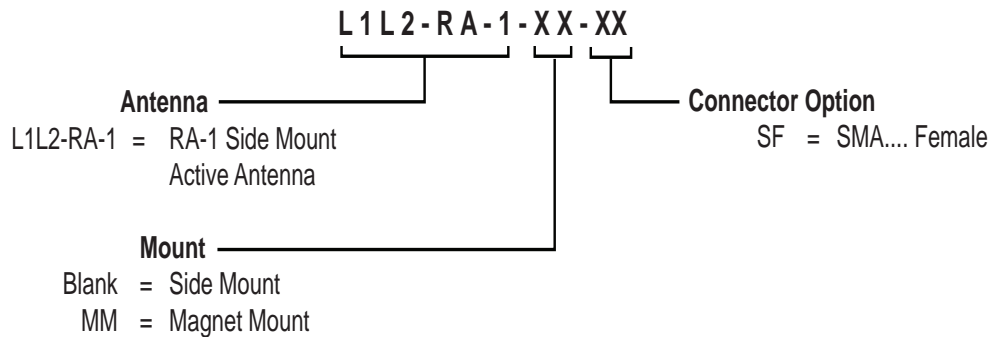 L1L2-RA-1-XX-XX
Antenna
L1L2-RA-1 = RA-1 Side Mount
Active Antenna
Connector Option
SF = SMA.... Female
Mount
Blank = Side Mount
MM = Magnet Mount